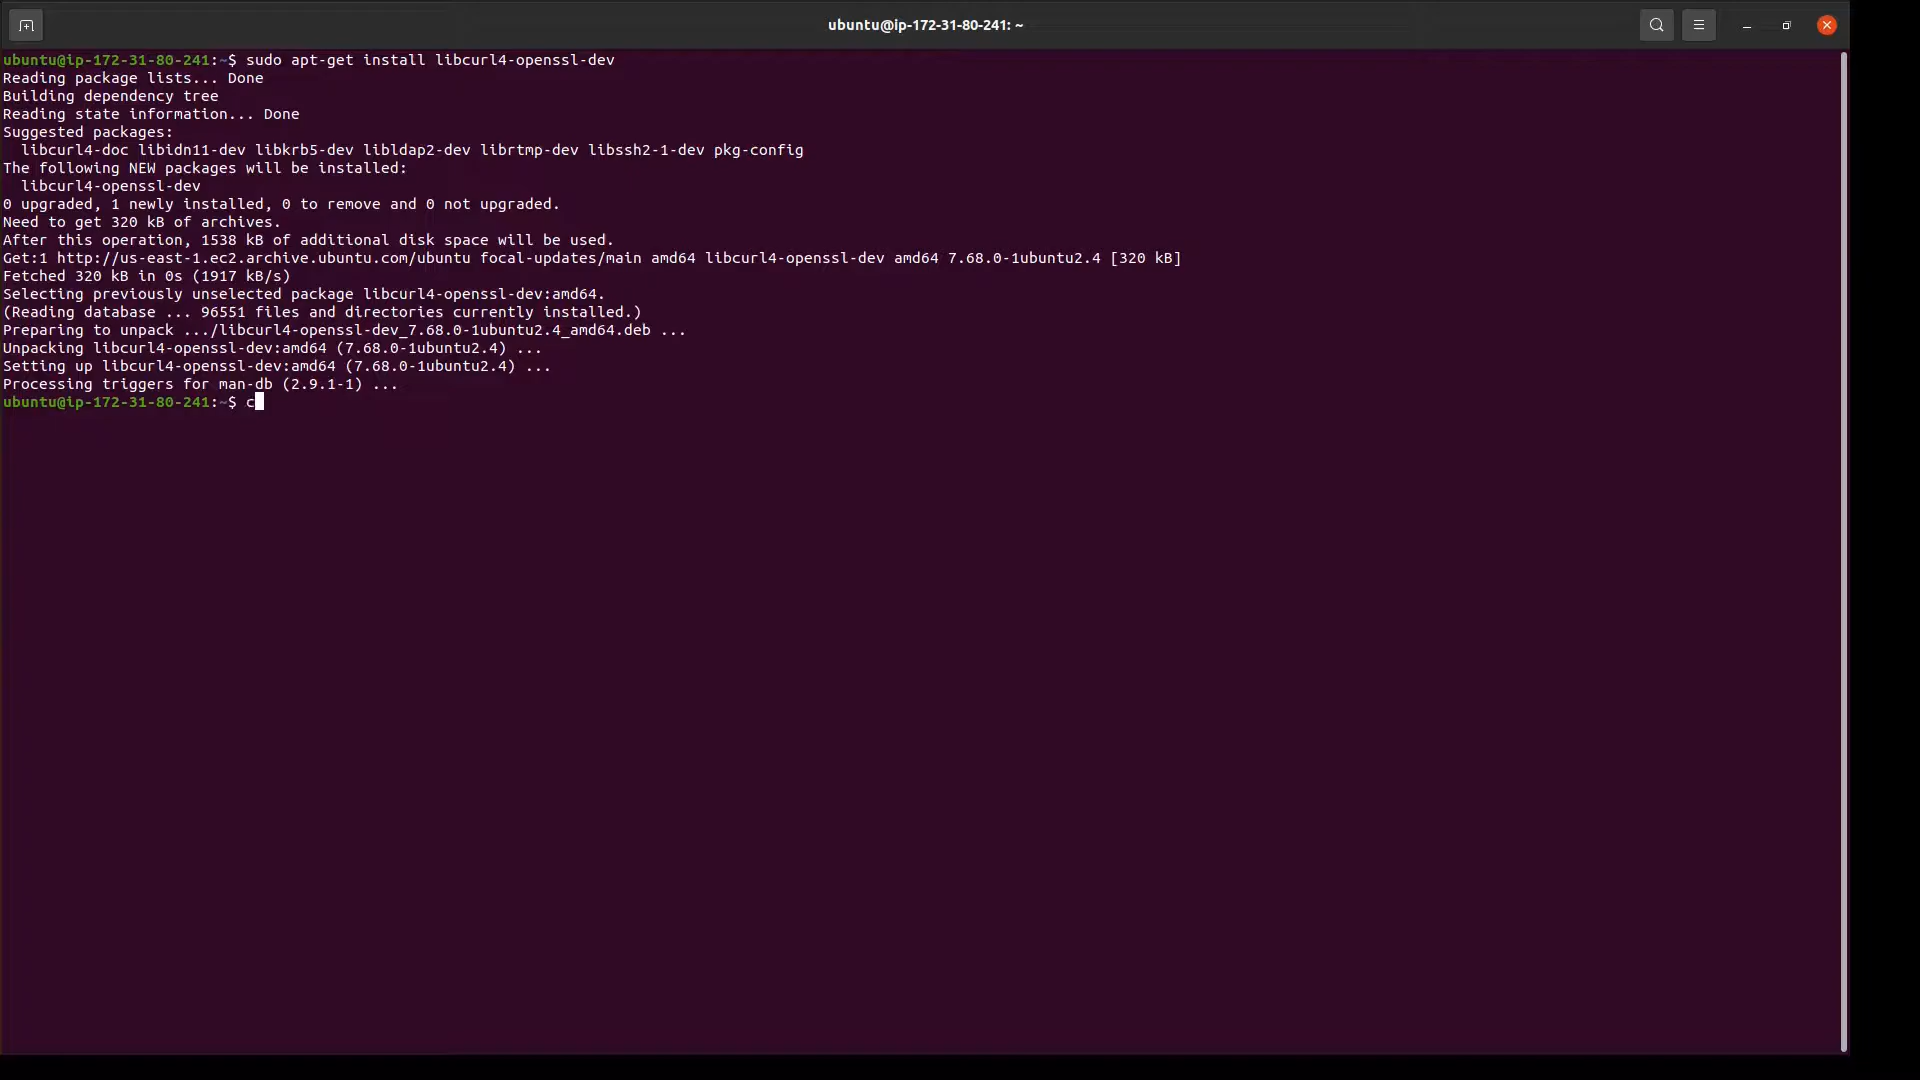 ubuntu@ip-172-31-80-241: ~
ubuntu@ip-172-31-80-241:~$ sudo apt-get install libcurl4-openssl-dev
Reading package lists... Done
Building dependency tree
Reading state information... Done
Suggested packages:
  libcurl4-doc libidn11-dev libkrb5-dev libldap2-dev librtmp-dev libssh2-1-dev pkg-config
The following NEW packages will be installed:
  libcurl4-openssl-dev
0 upgraded, 1 newly installed, 0 to remove and 0 not upgraded.
Need to get 320 kB of archives.
After this operation, 1538 kB of additional disk space will be used.
Get:1 http://us-east-1.ec2.archive.ubuntu.com/ubuntu focal-updates/main amd64 libcurl4-openssl-dev amd64 7.68.0-1ubuntu2.4 [320 kB]
Fetched 320 kB in 0s (1917 kB/s)
Selecting previously unselected package libcurl4-openssl-dev:amd64.
(Reading database ... 96551 files and directories currently installed.)
Preparing to unpack .../libcurl4-openssl-dev_7.68.0-1ubuntu2.4_amd64.deb ...
Unpacking libcurl4-openssl-dev:amd64 (7.68.0-1ubuntu2.4) ...
Setting up libcurl4-openssl-dev:amd64 (7.68.0-1ubuntu2.4) ...
Processing triggers for man-db (2.9.1-1) ...
ubuntu@ip-172-31-80-241:~$ c